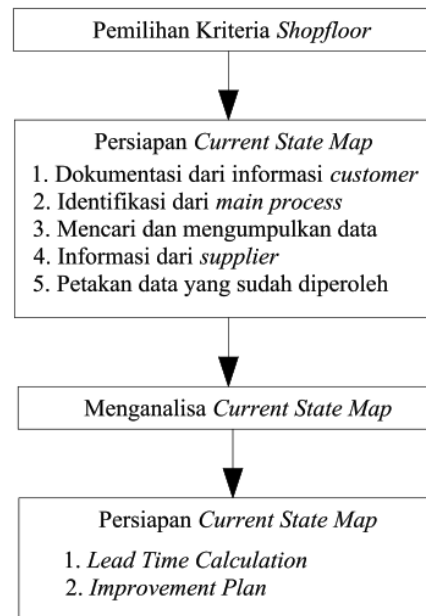 Pemilihan Kriteria Shopfloor
Persiapan Current State Map
1. Dokumentasi dari informasi customer
2. Identifikasi dari main process
3. Mencari dan mengumpulkan data
4. Informasi dari supplier
5. Petakan data yang sudah diperoleh
Menganalisa Current State Map
Persiapan Current State Map
1. Lead Time Calculation
2. Improvement Plan